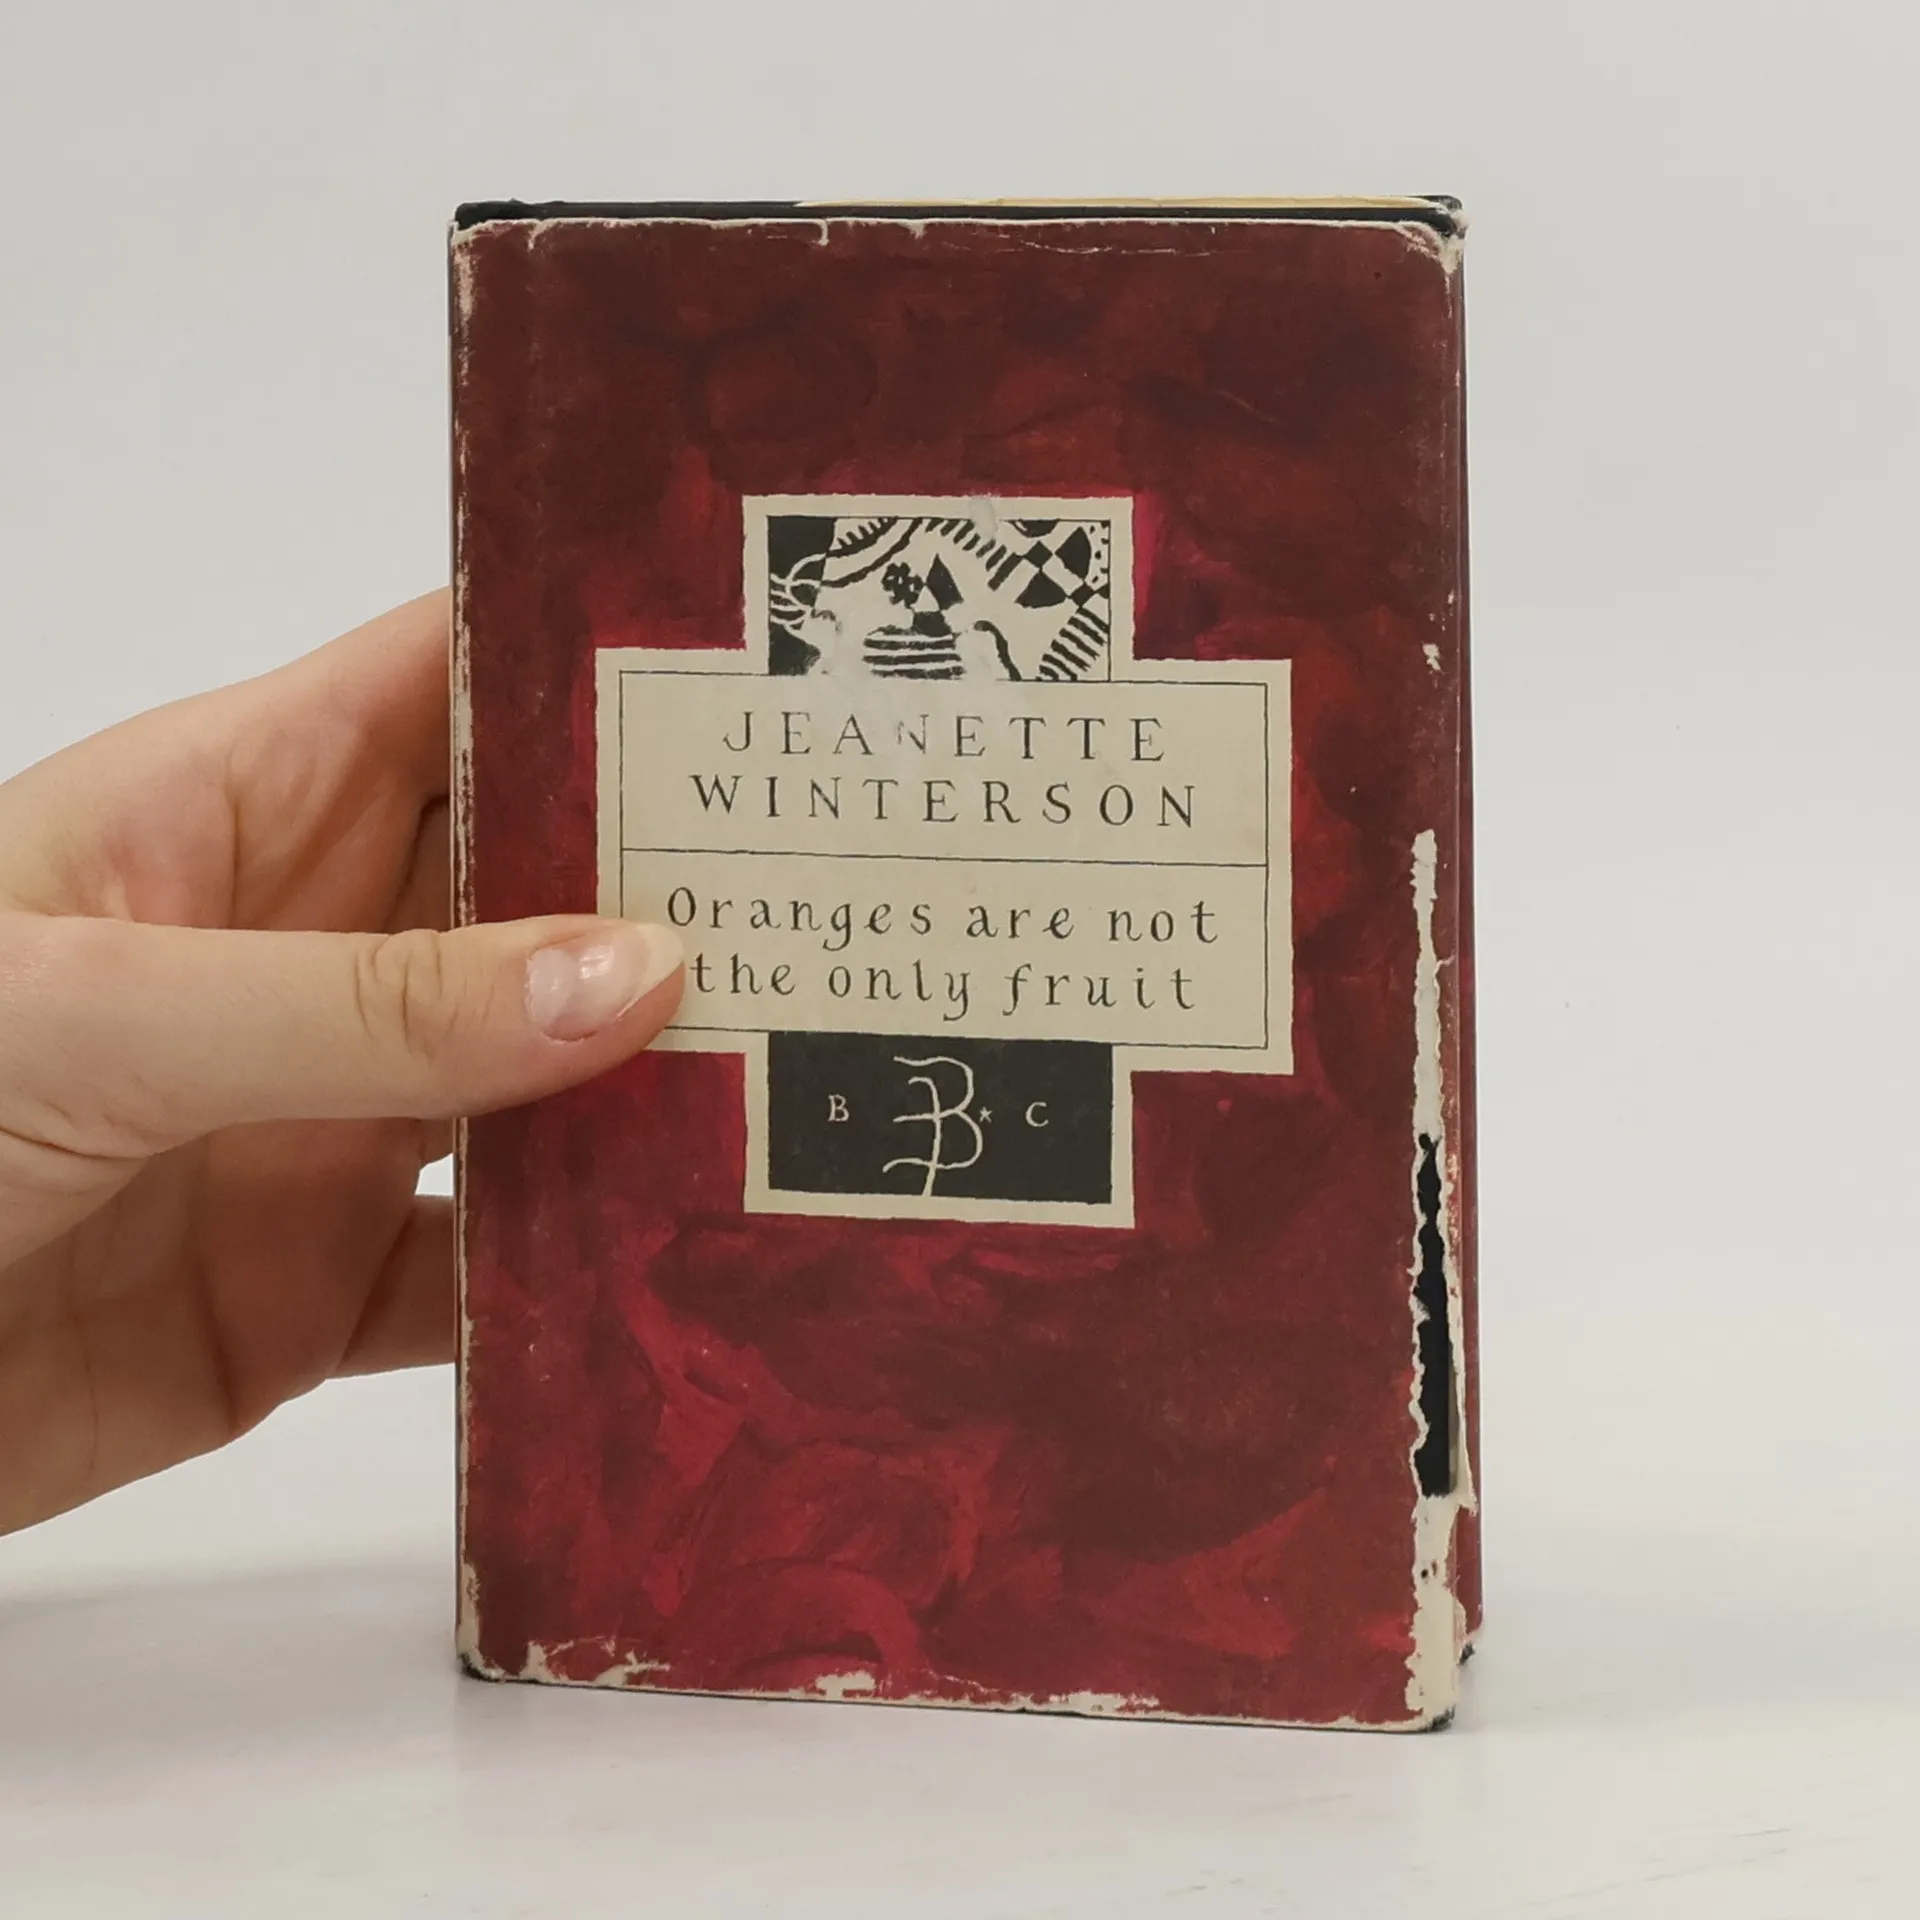 JEANETTE
WINTERSON
Oranges are not
the only fruit
B B* C